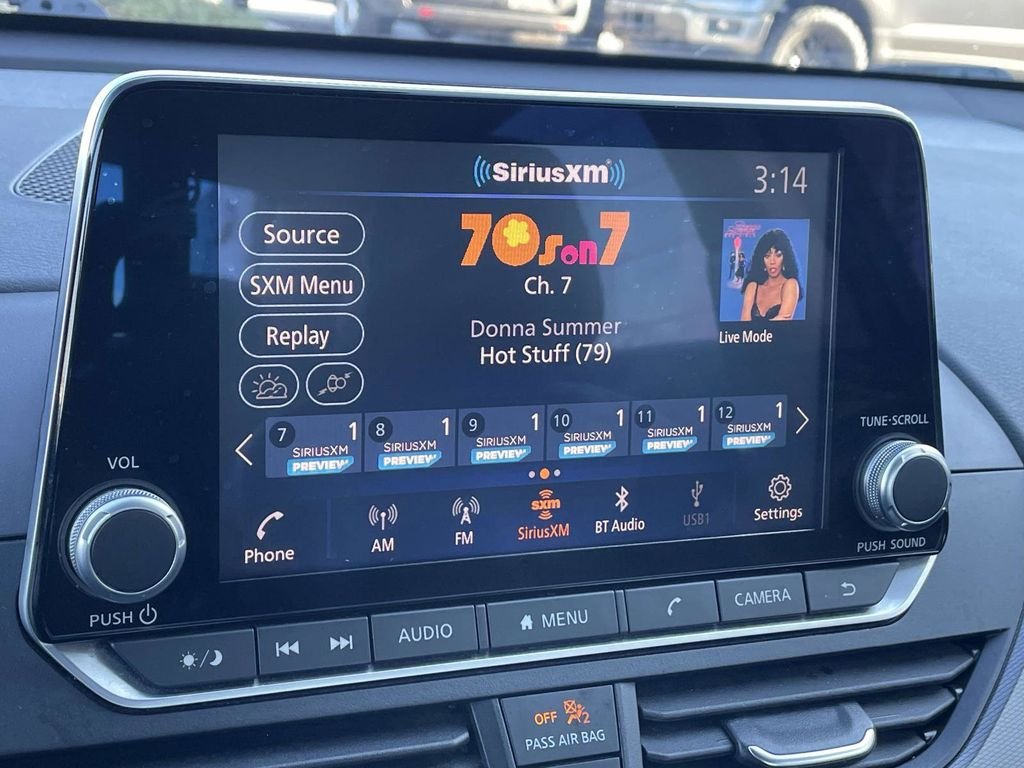 SiriusXM
3:14
Source
70s on 7
SXM Menu
Ch. 7
Replay
Donna Summer
Hot Stuff (79)
Live Mode
7 1 SIRIUSXM PREVIEW
8 1 SIRIUSXM PREVIEW
9 1 SIRIUSXM PREVIEW
10 1 SIRIUSXM PREVIEW
11 1 SIRIUSXM PREVIEW
12 1 SIRIUSXM PREVIEW
TUNE·SCROLL
VOL
Phone
AM
FM
sxm
SiriusXM
BT Audio
USB1
Settings
PUSH SOUND
PUSH
AUDIO
MENU
CAMERA
OFF
2
PASS AIR BAG